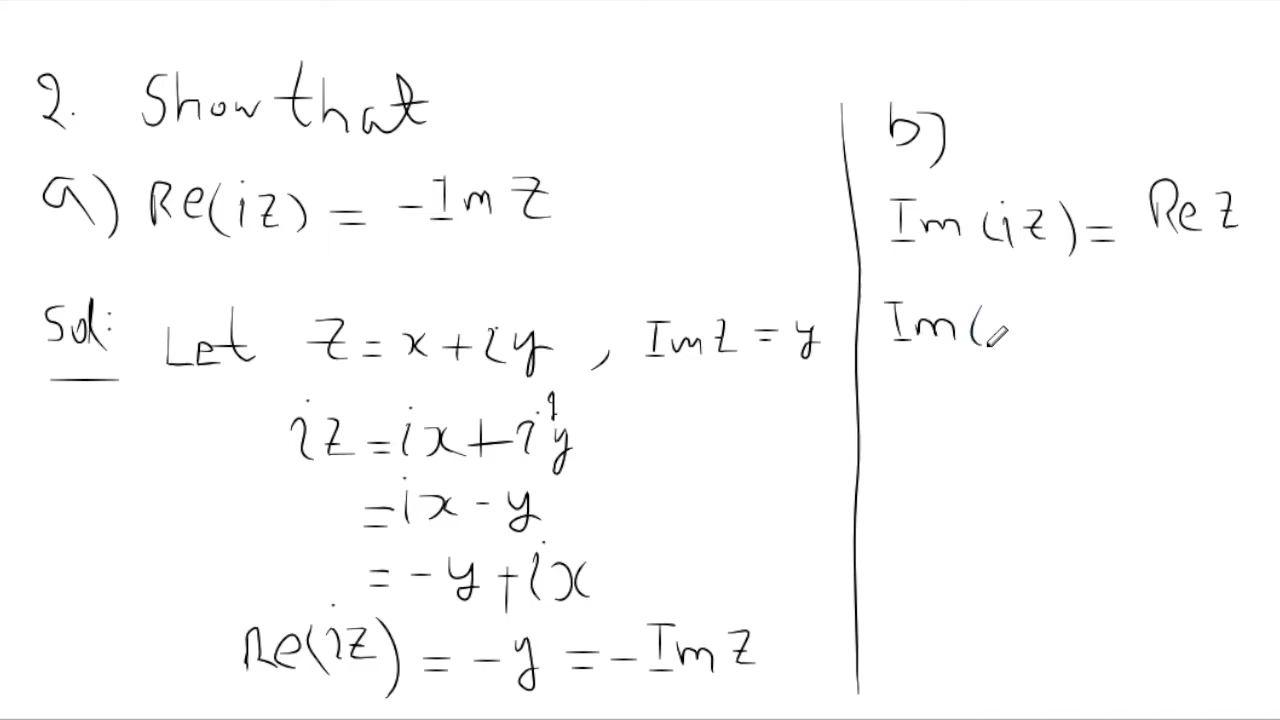 2. Show that
a) Re(iz) = -Im z
Sol: Let z = x + iy , Im z = y
iz = ix + i²y
= ix - y
= -y + ix
Re(iz) = -y = -Im z
b)
Im(iz) = Re z
Im(